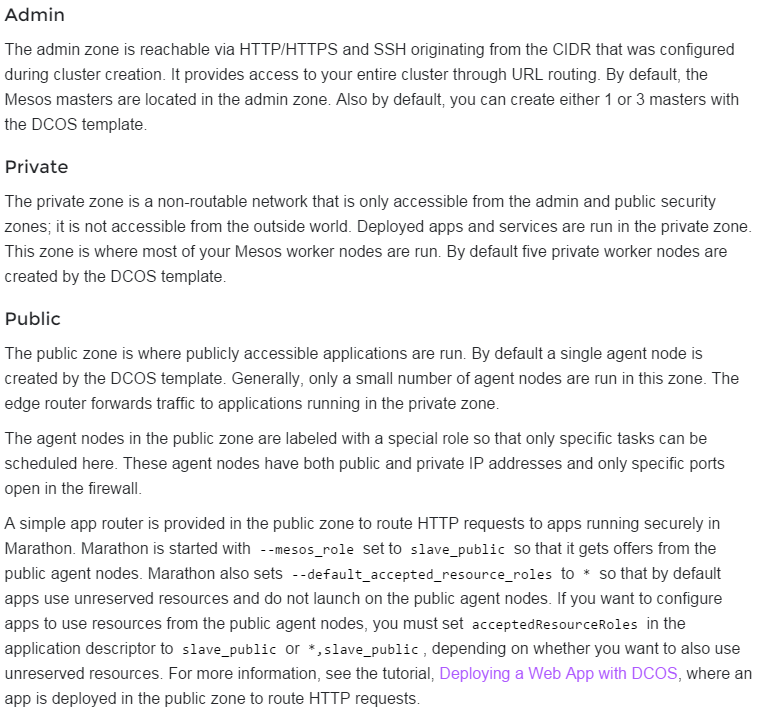 Admin
The admin zone is reachable via HTTP/HTTPS and SSH originating from the CIDR that was configured
during cluster creation. It provides access to your entire cluster through URL routing. By default, the
Mesos masters are located in the admin zone. Also by default, you can create either 1 or 3 masters with
the DCOS template.
Private
The private zone is a non-routable network that is only accessible from the admin and public security
zones; it is not accessible from the outside world. Deployed apps and services are run in the private zone.
This zone is where most of your Mesos worker nodes are run. By default five private worker nodes are
created by the DCOS template.
Public
The public zone is where publicly accessible applications are run. By default a single agent node is
created by the DCOS template. Generally, only a small number of agent nodes are run in this zone. The
edge router forwards traffic to applications running in the private zone.
The agent nodes in the public zone are labeled with a special role so that only specific tasks can be
scheduled here. These agent nodes have both public and private IP addresses and only specific ports
open in the firewall.
A simple app router is provided in the public zone to route HTTP requests to apps running securely in
Marathon. Marathon is started with --mesos_role set to slave_public so that it gets offers from the
public agent nodes. Marathon also sets --default_accepted_resource_roles to * so that by default
apps use unreserved resources and do not launch on the public agent nodes. If you want to configure
apps to use resources from the public agent nodes, you must set acceptedResourceRoles in the
application descriptor to slave_public or *,slave_public , depending on whether you want to also use
unreserved resources. For more information, see the tutorial, Deploying a Web App with DCOS, where an
app is deployed in the public zone to route HTTP requests.